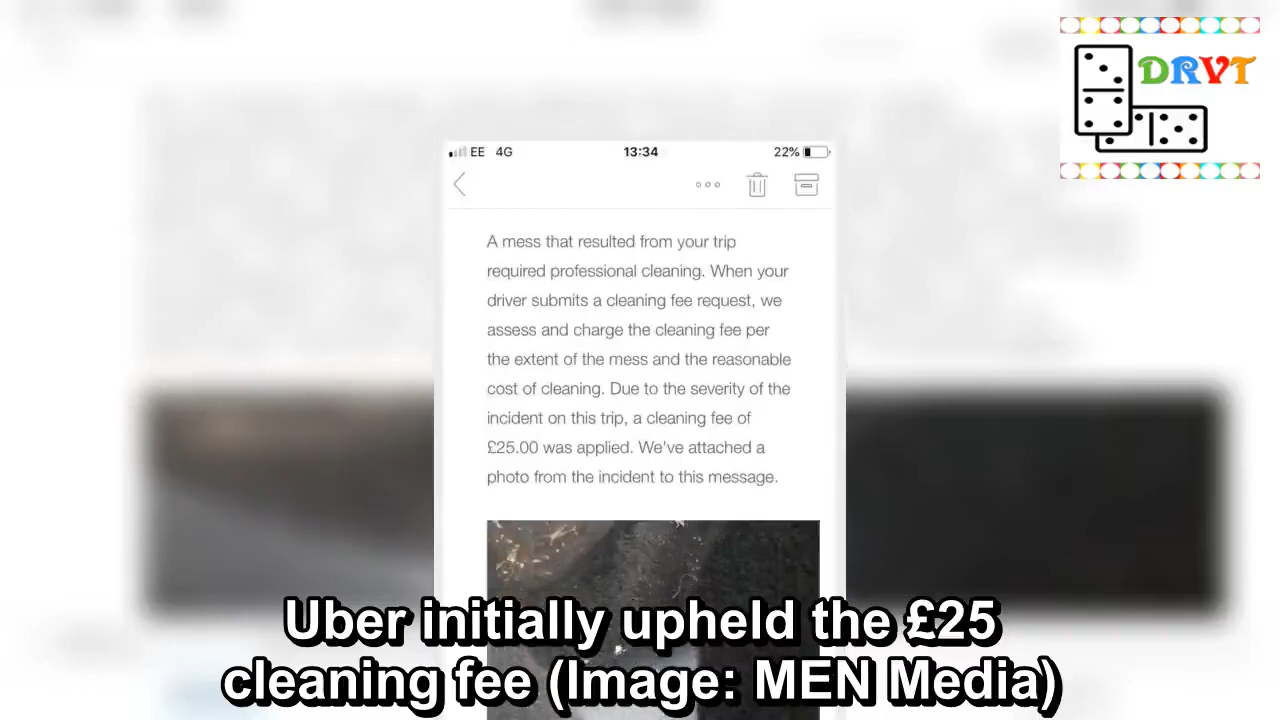 DRVT
EE 4G 13:34 22%
A mess that resulted from your trip
required professional cleaning. When your
driver submits a cleaning fee request, we
assess and charge the cleaning fee per
the extent of the mess and the reasonable
cost of cleaning. Due to the severity of the
incident on this trip, a cleaning fee of
£25.00 was applied. We've attached a
photo from the incident to this message.
Uber initially upheld the £25
cleaning fee (Image: MEN Media)